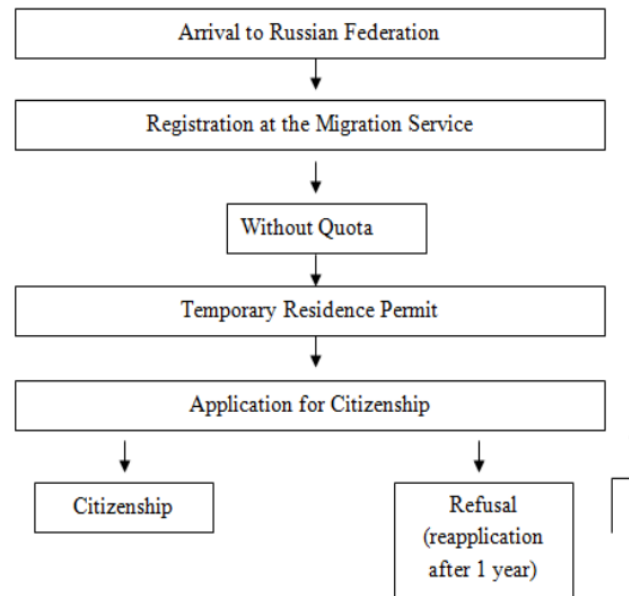 Arrival to Russian Federation
Registration at the Migration Service
Without Quota
Temporary Residence Permit
Application for Citizenship
Citizenship
Refusal
(reapplication
after 1 year)